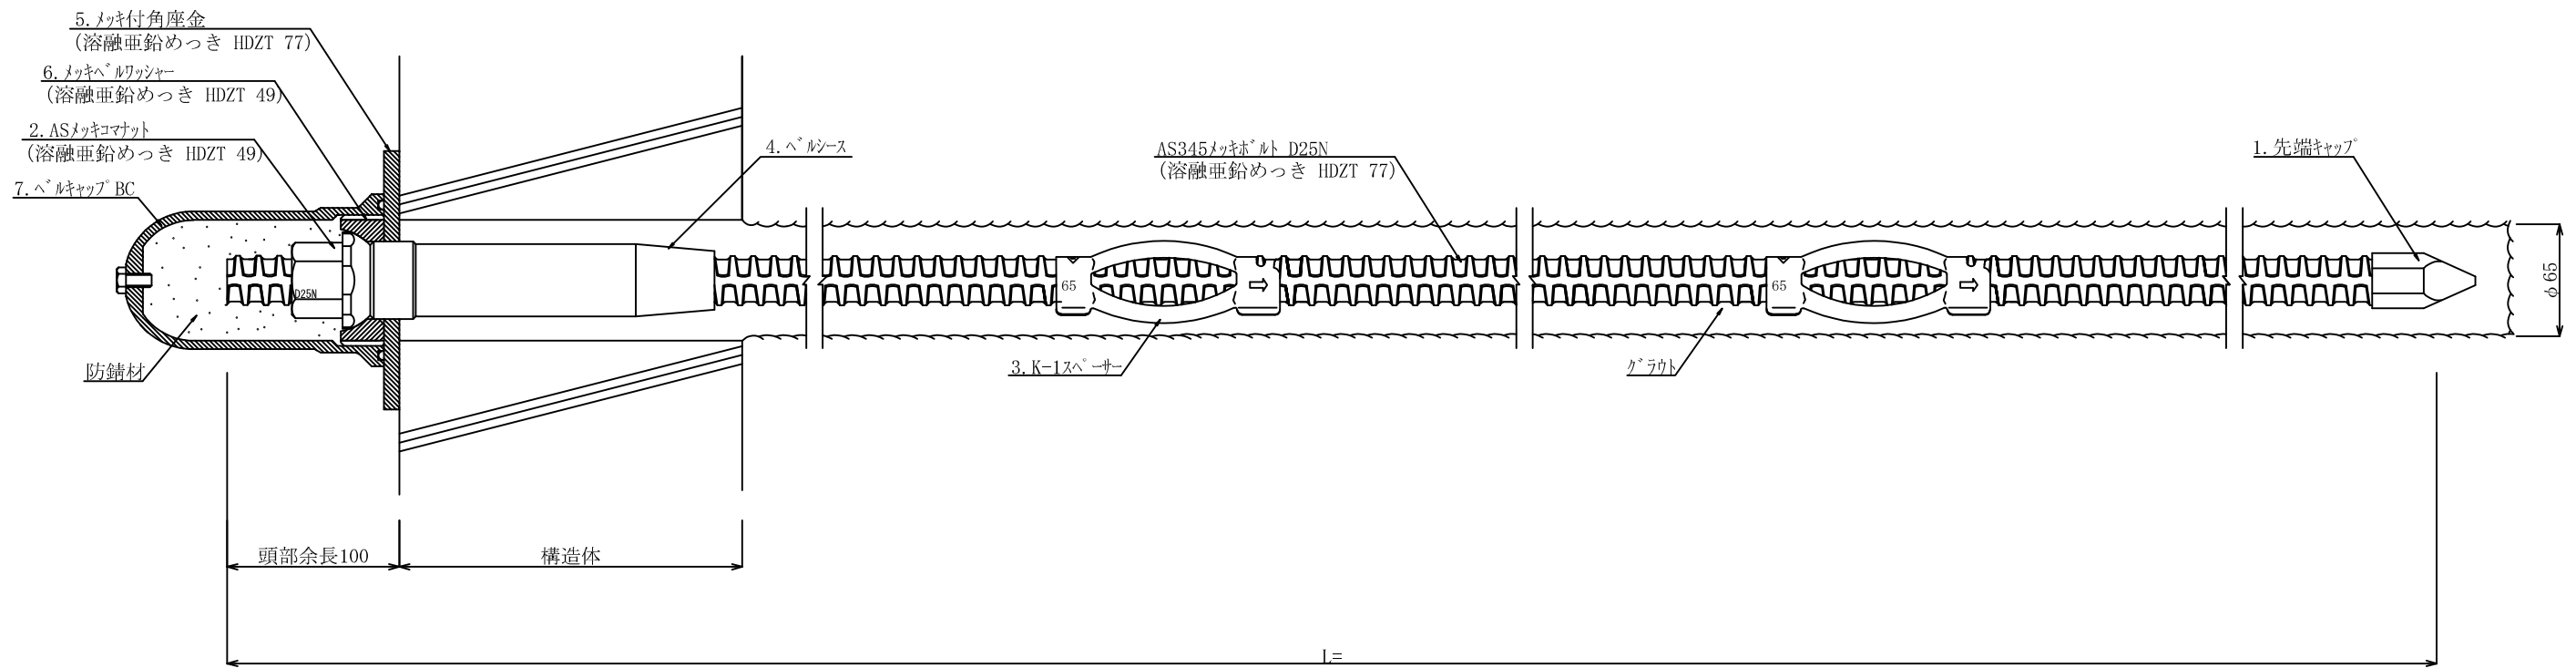 5.メッキ付角座金
(溶融亜鉛めっき HDZT 77)
6.メッキベルワッシャー
(溶融亜鉛めっき HDZT 49)
2.ASメッキコマナット
(溶融亜鉛めっき HDZT 49)
7.ベルキャップBC
4.ベルシース
AS345メッキボルト D25N
(溶融亜鉛めっき HDZT 77)
1.先端キャップ
D25N
65
65
φ65
防錆材
3.K-1スペーサー
グラウト
頭部余長100
構造体
L=